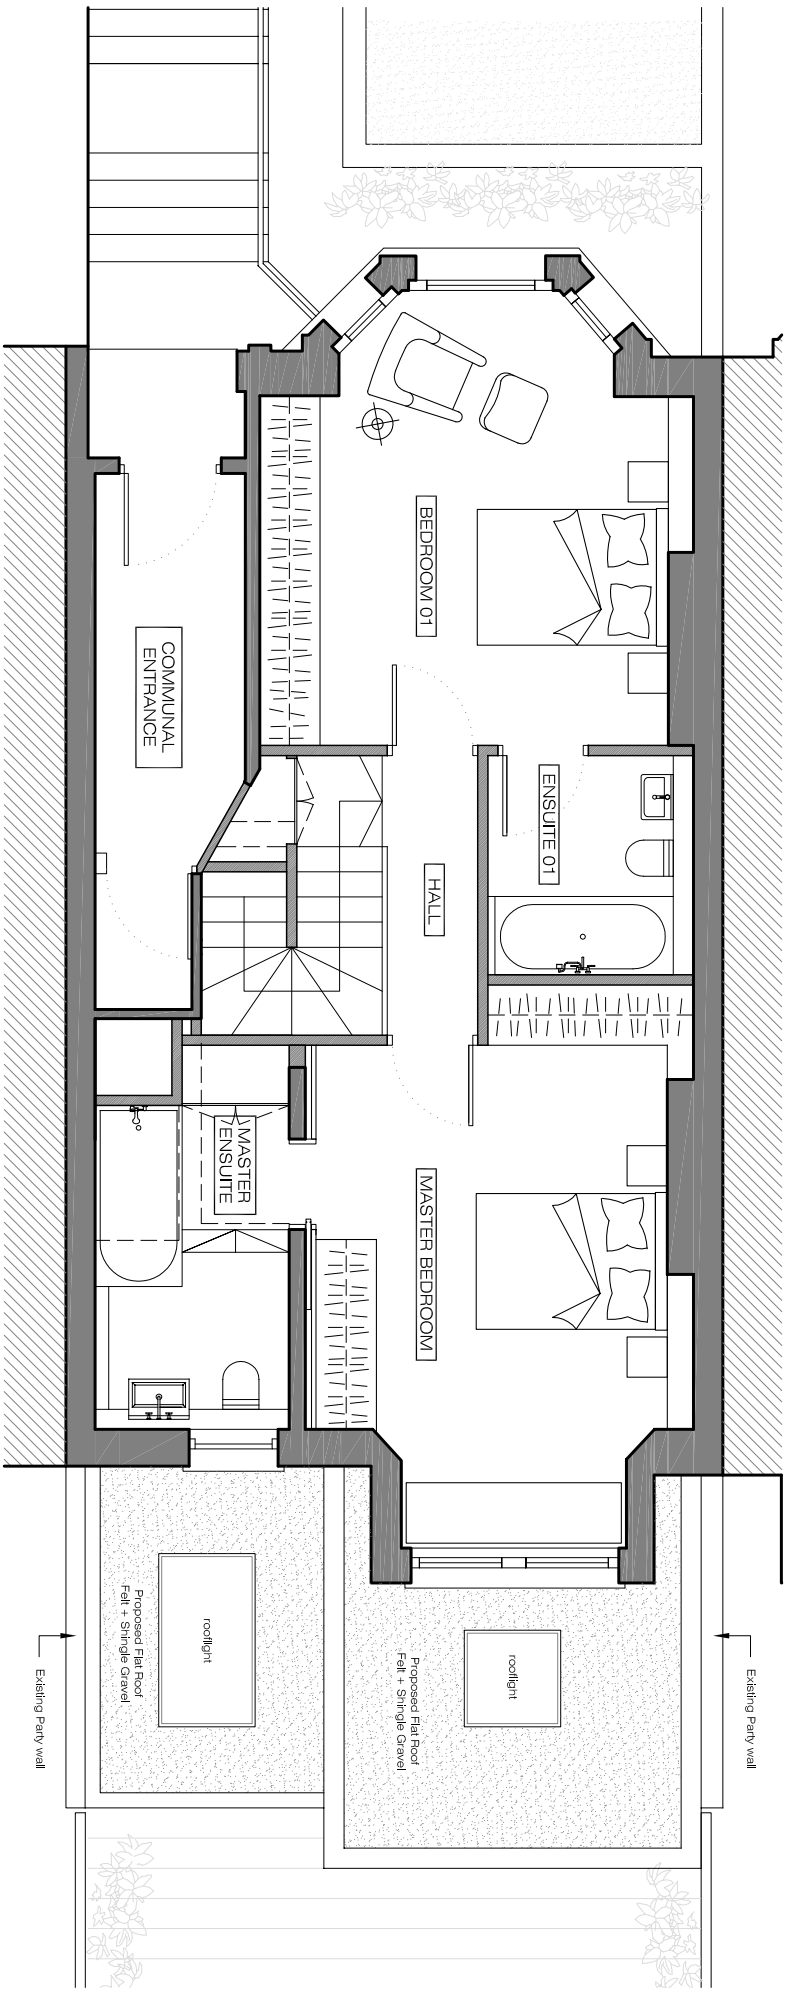 BEDROOM 01
COMMUNAL
ENTRANCE
ENSUITE 01
HALL
MASTER
ENSUITE
MASTER BEDROOM
rooflight
Proposed Flat Roof
Felt + Shingle Gravel
rooflight
Proposed Flat Roof
Felt + Shingle Gravel
Existing Party wall
Existing Party wall